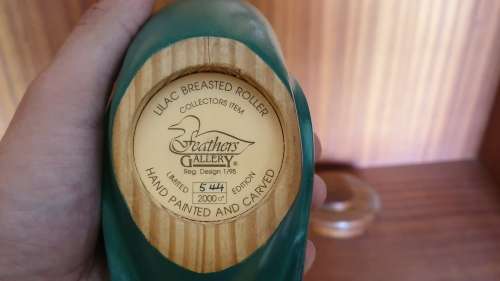 LILAC BREASTED ROLLER
COLLECTORS ITEM
Feathers
GALLERY®
Reg. Design 1/98
LIMITED EDITION
544
2000 of
HAND PAINTED AND CARVED